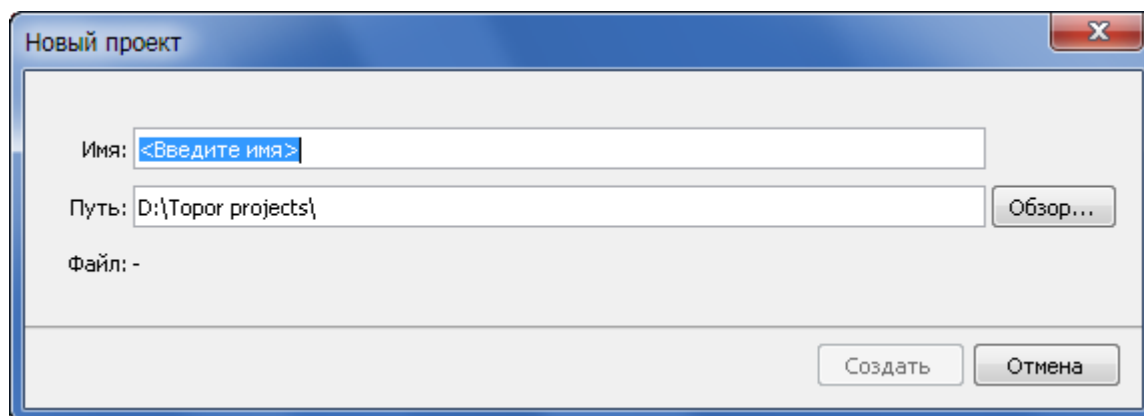 Новый проект
Имя: <Введите имя>
Путь: D:\Topor projects\ Обзор...
Файл: -
Создать Отмена